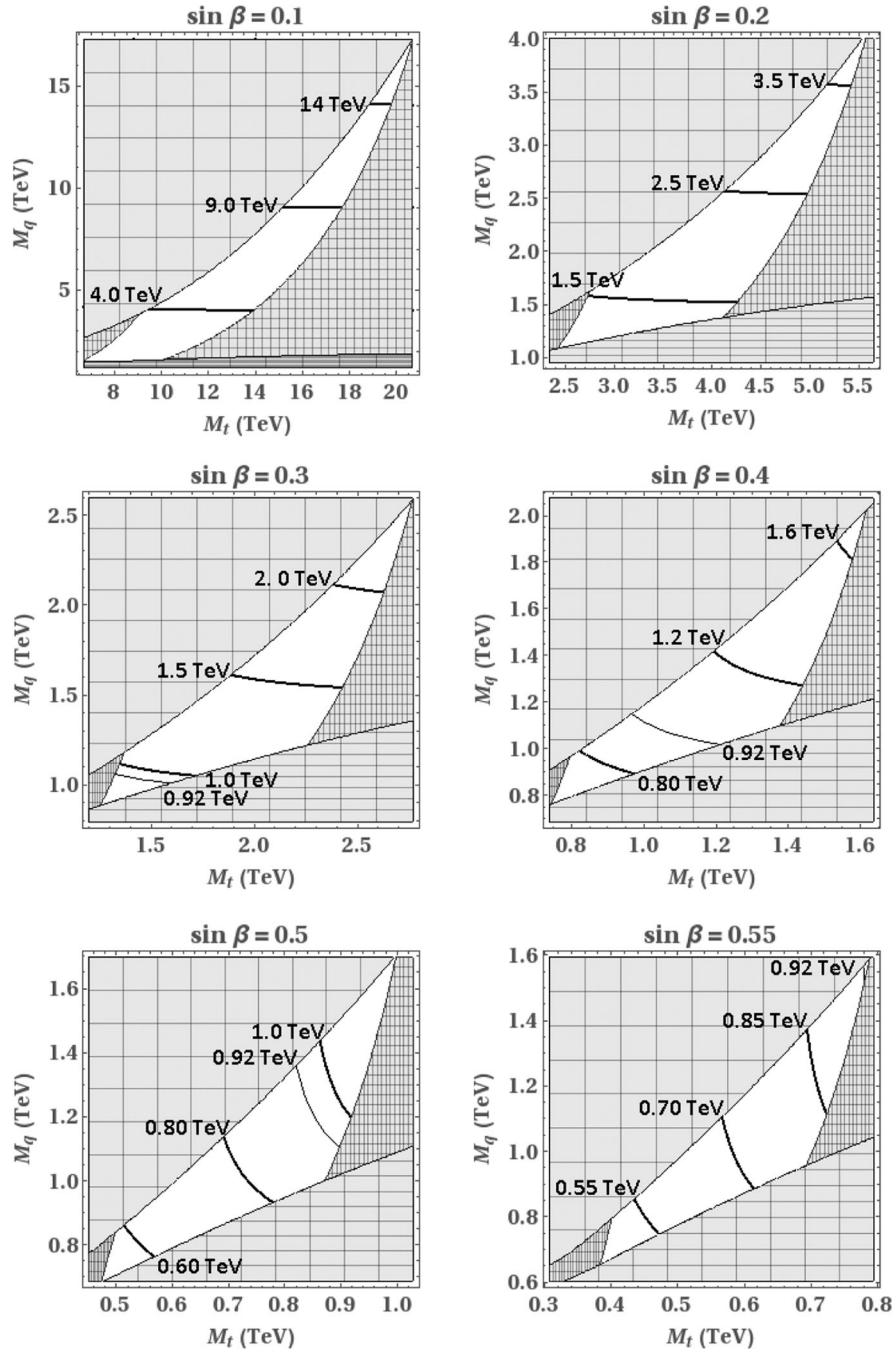 sin β = 0.1
sin β = 0.2
M_q (TeV)
15
10
5
14 TeV
9.0 TeV
4.0 TeV
8 10 12 14 16 18 20
M_t (TeV)
M_q (TeV)
4.0
3.5
3.0
2.5
2.0
1.5
1.0
3.5 TeV
2.5 TeV
1.5 TeV
2.5 3.0 3.5 4.0 4.5 5.0 5.5
M_t (TeV)
sin β = 0.3
sin β = 0.4
M_q (TeV)
2.5
2.0
1.5
1.0
2. 0 TeV
1.5 TeV
1.0 TeV
0.92 TeV
1.5 2.0 2.5
M_t (TeV)
M_q (TeV)
2.0
1.8
1.6
1.4
1.2
1.0
0.8
1.6 TeV
1.2 TeV
0.92 TeV
0.80 TeV
0.8 1.0 1.2 1.4 1.6
M_t (TeV)
sin β = 0.5
sin β = 0.55
M_q (TeV)
1.6
1.4
1.2
1.0
0.8
1.0 TeV
0.92 TeV
0.80 TeV
0.60 TeV
0.5 0.6 0.7 0.8 0.9 1.0
M_t (TeV)
M_q (TeV)
1.6
1.4
1.2
1.0
0.8
0.6
0.92 TeV
0.85 TeV
0.70 TeV
0.55 TeV
0.3 0.4 0.5 0.6 0.7 0.8
M_t (TeV)